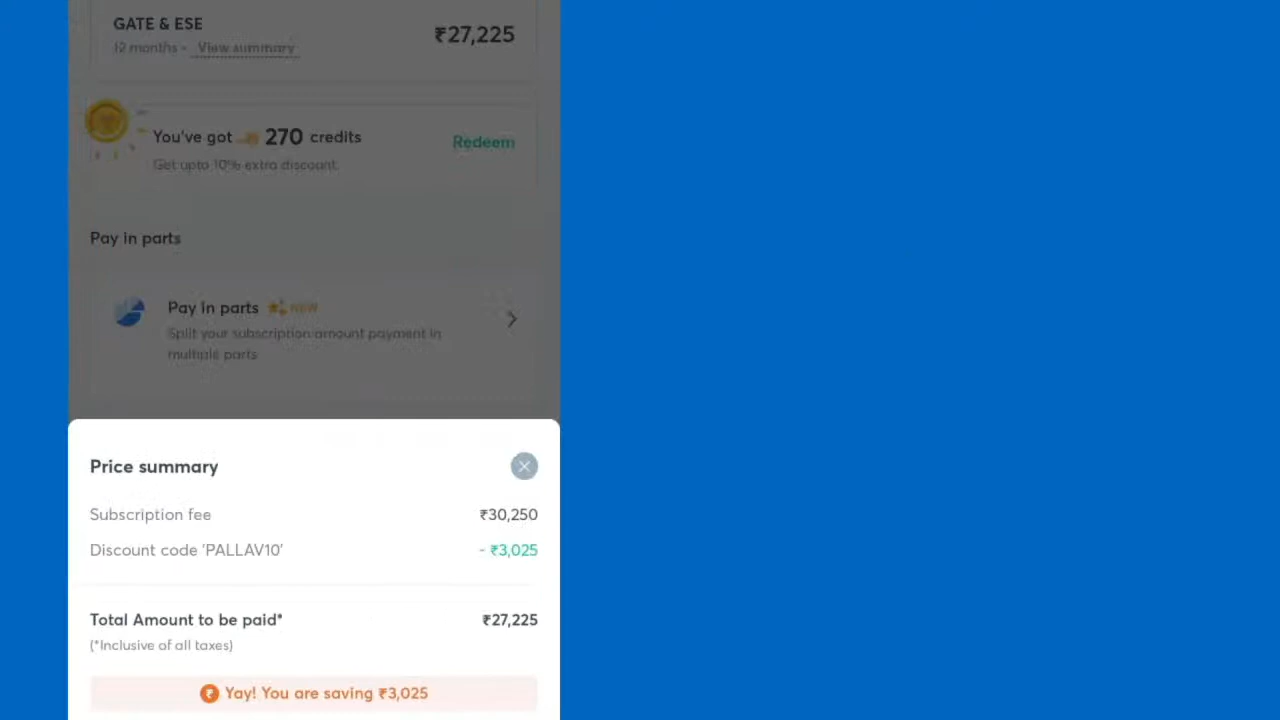 GATE & ESE
12 months - View summary
₹27,225
You've got 270 credits
Get upto 10% extra discount
Redeem
Pay in parts
Pay in parts NEW
Split your subscription amount payment in
multiple parts
Price summary
Subscription fee ₹30,250
Discount code 'PALLAV10' - ₹3,025
Total Amount to be paid* ₹27,225
(*Inclusive of all taxes)
Yay! You are saving ₹3,025